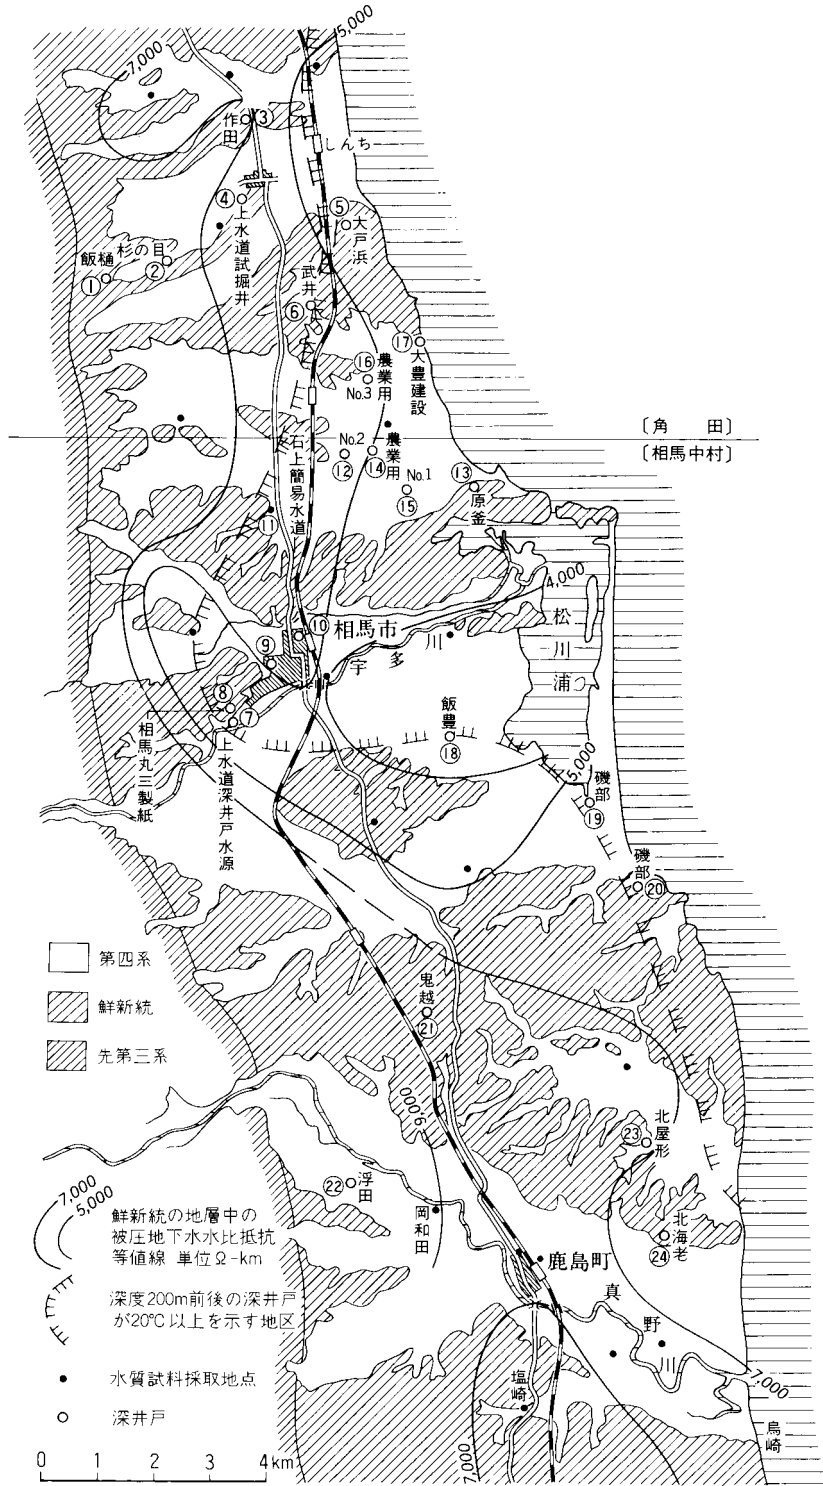 5,000
7,000
作田
③
しんち
④
上水道試掘井
⑤
大戸浜
飯樋
①
杉の目
②
武井
⑥
⑰
大豊建設
⑯
農業用
No.3
〔角　田〕
〔相馬中村〕
No.2
⑫
⑭
農業用
No.1
⑮
⑬
原釜
石上簡易水道
⑪
4,000
松川浦
⑩
相馬市
⑨
宇多川
⑧
⑦
相馬丸三製紙
上水道深井戸水源
飯豊
⑱
5,000
磯部
⑲
磯部
⑳
鬼越
㉑
9,000
北屋形
㉓
㉒
浮田
岡和田
北海老
㉔
鹿島町
真野川
塩崎
7,000
7,000
烏崎
第四系
鮮新統
先第三系
7,000
5,000
鮮新統の地層中の
被圧地下水水比抵抗
等値線 単位Ω-km
深度200m前後の深井戸
が20℃以上を示す地区
水質試料採取地点
深井戸
0 1 2 3 4km